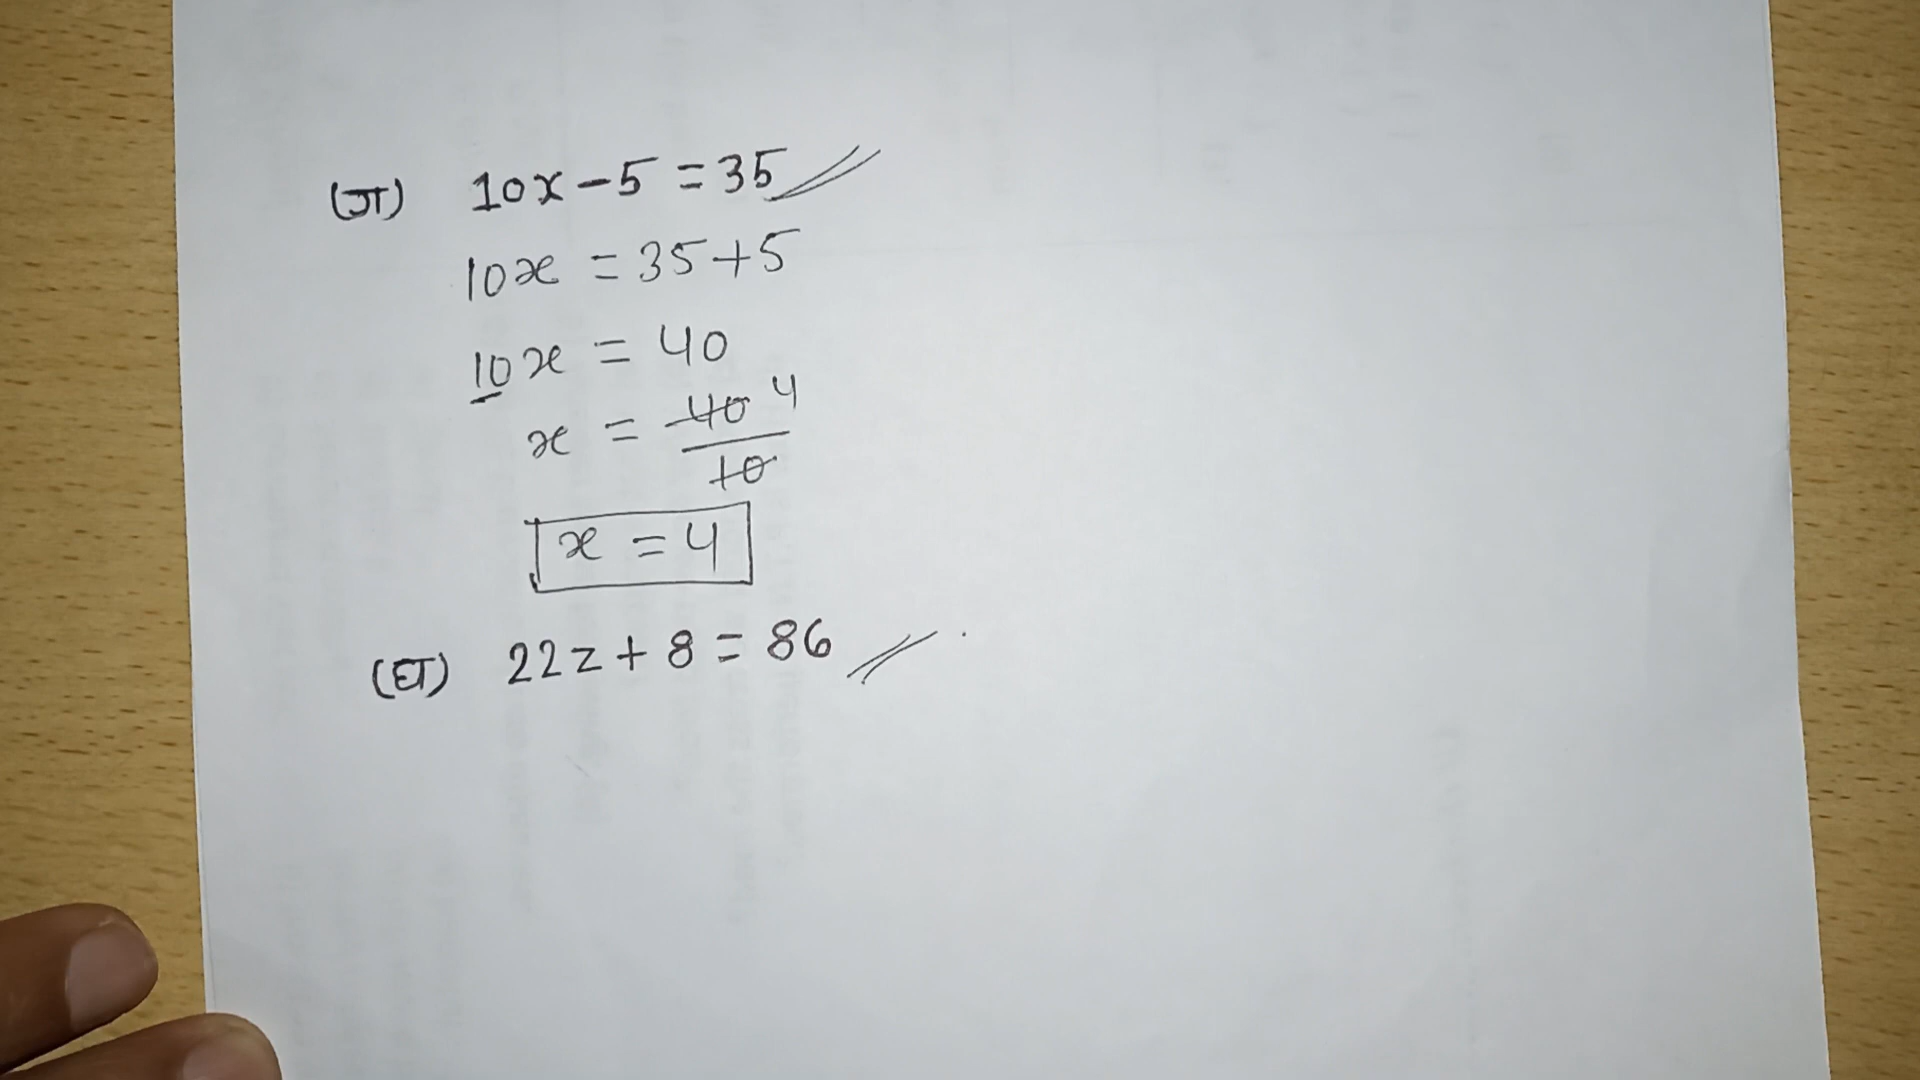 (ग) 10x - 5 = 35
10x = 35 + 5
10x = 40
x = 40/10 4
x = 4
(घ) 22z + 8 = 86